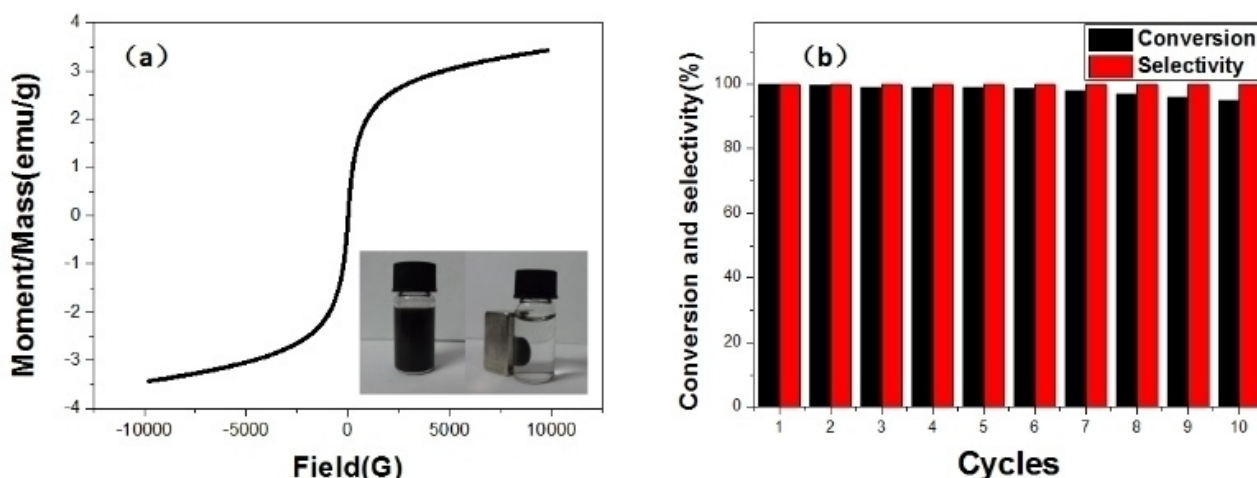 (a)
Moment/Mass(emu/g)
4
3
2
1
0
-1
-2
-3
-4
-10000 -5000 0 5000 10000
Field(G)
(b)
Conversion
Selectivity
Conversion and selectivity(%)
100
80
60
40
20
0
1 2 3 4 5 6 7 8 9 10
Cycles